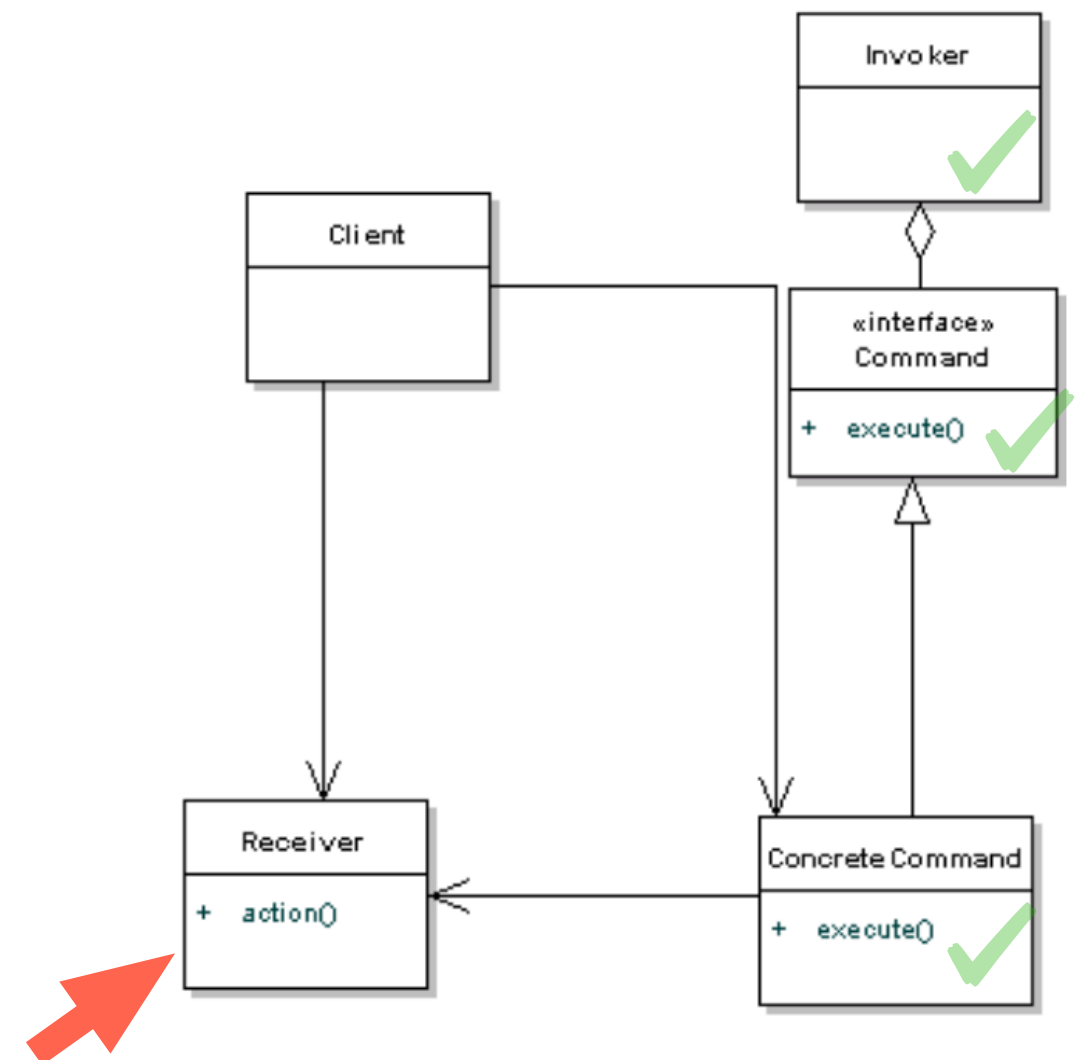 Invoker
Client
«interface»
Command
+ execute()
Receiver
+ action()
Concrete Command
+ execute()